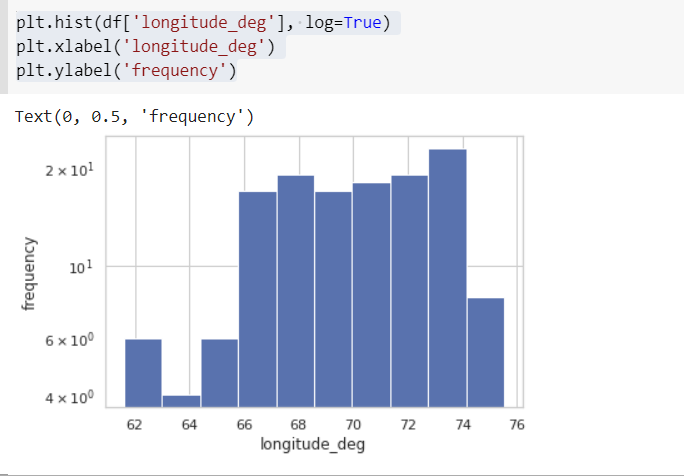 plt.hist(df['longitude_deg'], log=True)
plt.xlabel('longitude_deg')
plt.ylabel('frequency')
Text(0, 0.5, 'frequency')
2 × 10¹
10¹
6 × 10⁰
4 × 10⁰
frequency
62 64 66 68 70 72 74 76
longitude_deg